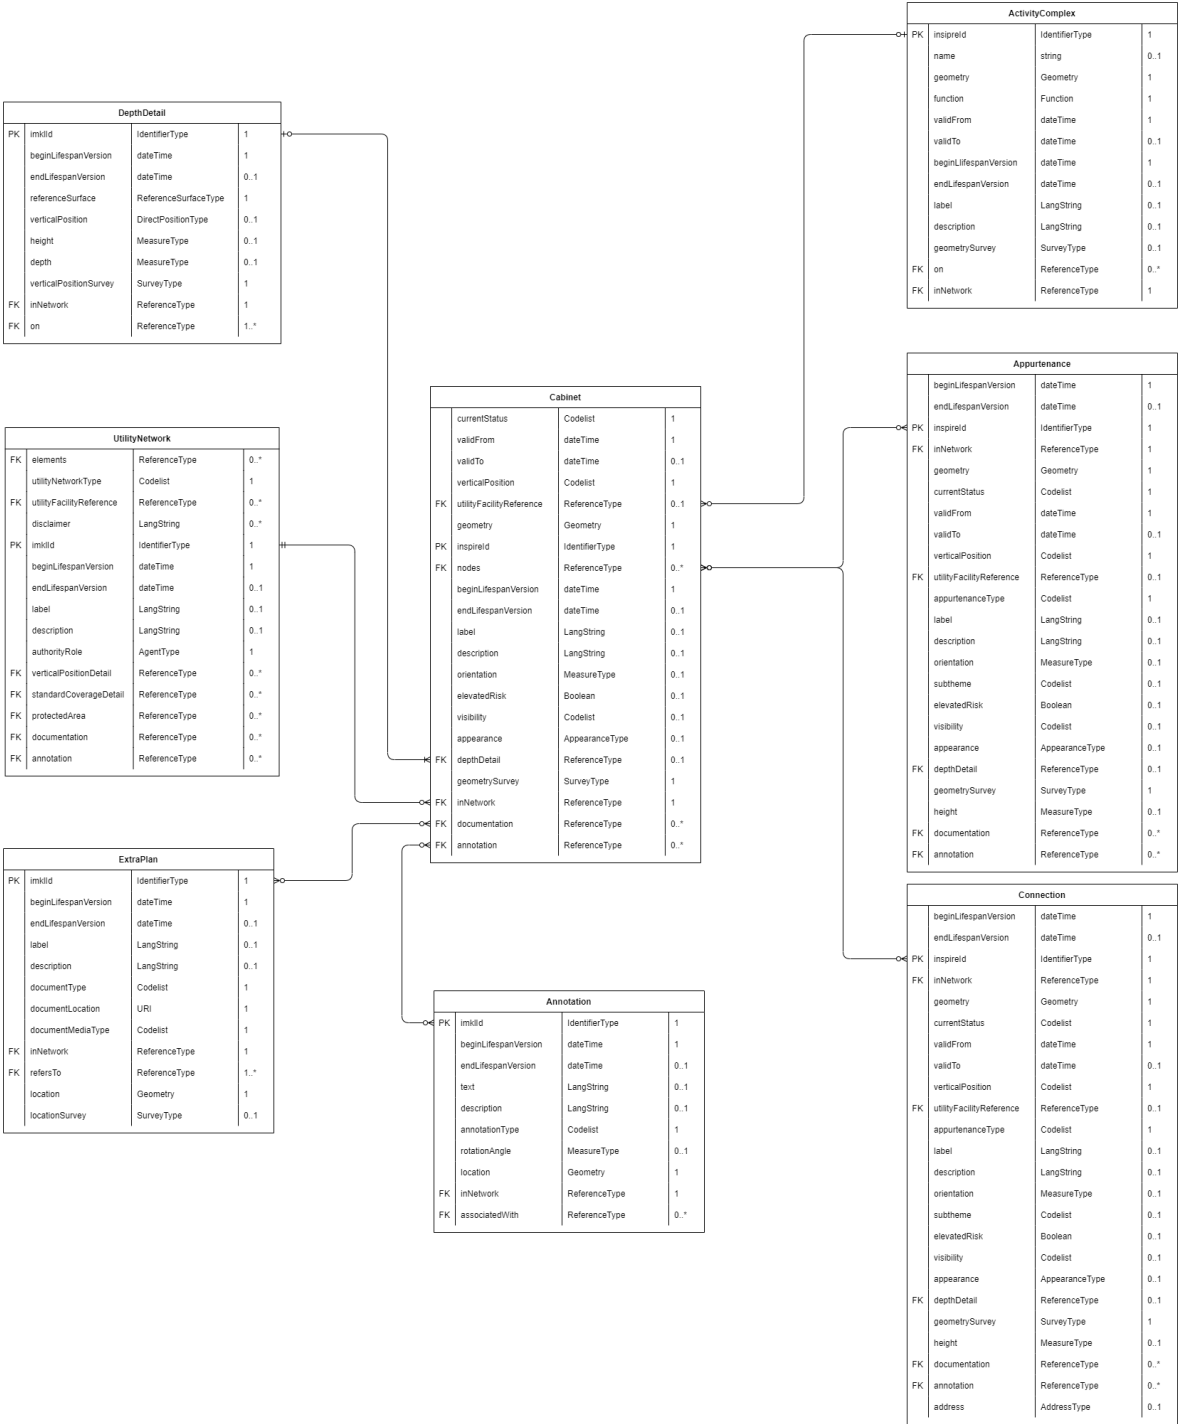 ActivityComplex
PK insipreId IdentifierType 1
name string 0..1
geometry Geometry 1
function Function 1
validFrom dateTime 1
validTo dateTime 0..1
beginLlifespanVersion dateTime 1
endLifespanVersion dateTime 0..1
label LangString 0..1
description LangString 0..1
geometrySurvey SurveyType 0..1
FK on ReferenceType 0..*
FK inNetwork ReferenceType 1
DepthDetail
PK imklId IdentifierType 1
beginLifespanVersion dateTime 1
endLifespanVersion dateTime 0..1
referenceSurface ReferenceSurfaceType 1
verticalPosition DirectPositionType 0..1
height MeasureType 0..1
depth MeasureType 0..1
verticalPositionSurvey SurveyType 1
FK inNetwork ReferenceType 1
FK on ReferenceType 1..*
Appurtenance
beginLifespanVersion dateTime 1
endLifespanVersion dateTime 0..1
PK inspireId IdentifierType 1
FK inNetwork ReferenceType 1
geometry Geometry 1
currentStatus Codelist 1
validFrom dateTime 1
validTo dateTime 0..1
verticalPosition Codelist 1
FK utilityFacilityReference ReferenceType 0..1
appurtenanceType Codelist 1
label LangString 0..1
description LangString 0..1
orientation MeasureType 0..1
subtheme Codelist 0..1
elevatedRisk Boolean 0..1
visibility Codelist 0..1
appearance AppearanceType 0..1
FK depthDetail ReferenceType 0..1
geometrySurvey SurveyType 1
height MeasureType 0..1
FK documentation ReferenceType 0..*
FK annotation ReferenceType 0..*
Cabinet
currentStatus Codelist 1
validFrom dateTime 1
validTo dateTime 0..1
verticalPosition Codelist 1
FK utilityFacilityReference ReferenceType 0..1
geometry Geometry 1
PK inspireId IdentifierType 1
FK nodes ReferenceType 0..*
beginLifespanVersion dateTime 1
endLifespanVersion dateTime 0..1
label LangString 0..1
description LangString 0..1
orientation MeasureType 0..1
elevatedRisk Boolean 0..1
visibility Codelist 0..1
appearance AppearanceType 0..1
FK depthDetail ReferenceType 0..1
geometrySurvey SurveyType 1
FK inNetwork ReferenceType 1
FK documentation ReferenceType 0..*
FK annotation ReferenceType 0..*
UtilityNetwork
FK elements ReferenceType 0..*
utilityNetworkType Codelist 1
FK utilityFacilityReference ReferenceType 0..*
disclaimer LangString 0..*
PK imklId IdentifierType 1
beginLifespanVersion dateTime 1
endLifespanVersion dateTime 0..1
label LangString 0..1
description LangString 0..1
authorityRole AgentType 1
FK verticalPositionDetail ReferenceType 0..*
FK standardCoverageDetail ReferenceType 0..*
FK protectedArea ReferenceType 0..*
FK documentation ReferenceType 0..*
FK annotation ReferenceType 0..*
ExtraPlan
PK imklId IdentifierType 1
beginLifespanVersion dateTime 1
endLifespanVersion dateTime 0..1
label LangString 0..1
description LangString 0..1
documentType Codelist 1
documentLocation URI 1
documentMediaType Codelist 1
FK inNetwork ReferenceType 1
FK refersTo ReferenceType 1..*
location Geometry 1
locationSurvey SurveyType 0..1
Connection
beginLifespanVersion dateTime 1
endLifespanVersion dateTime 0..1
PK inspireId IdentifierType 1
FK inNetwork ReferenceType 1
geometry Geometry 1
currentStatus Codelist 1
validFrom dateTime 1
validTo dateTime 0..1
verticalPosition Codelist 1
FK utilityFacilityReference ReferenceType 0..1
appurtenanceType Codelist 1
label LangString 0..1
description LangString 0..1
orientation MeasureType 0..1
subtheme Codelist 0..1
elevatedRisk Boolean 0..1
visibility Codelist 0..1
appearance AppearanceType 0..1
FK depthDetail ReferenceType 0..1
geometrySurvey SurveyType 1
height MeasureType 0..1
FK documentation ReferenceType 0..*
FK annotation ReferenceType 0..*
address AddressType 0..1
Annotation
PK imklId IdentifierType 1
beginLifespanVersion dateTime 1
endLifespanVersion dateTime 0..1
text LangString 0..1
description LangString 0..1
annotationType Codelist 1
rotationAngle MeasureType 0..1
location Geometry 1
FK inNetwork ReferenceType 1
FK associatedWith ReferenceType 0..*